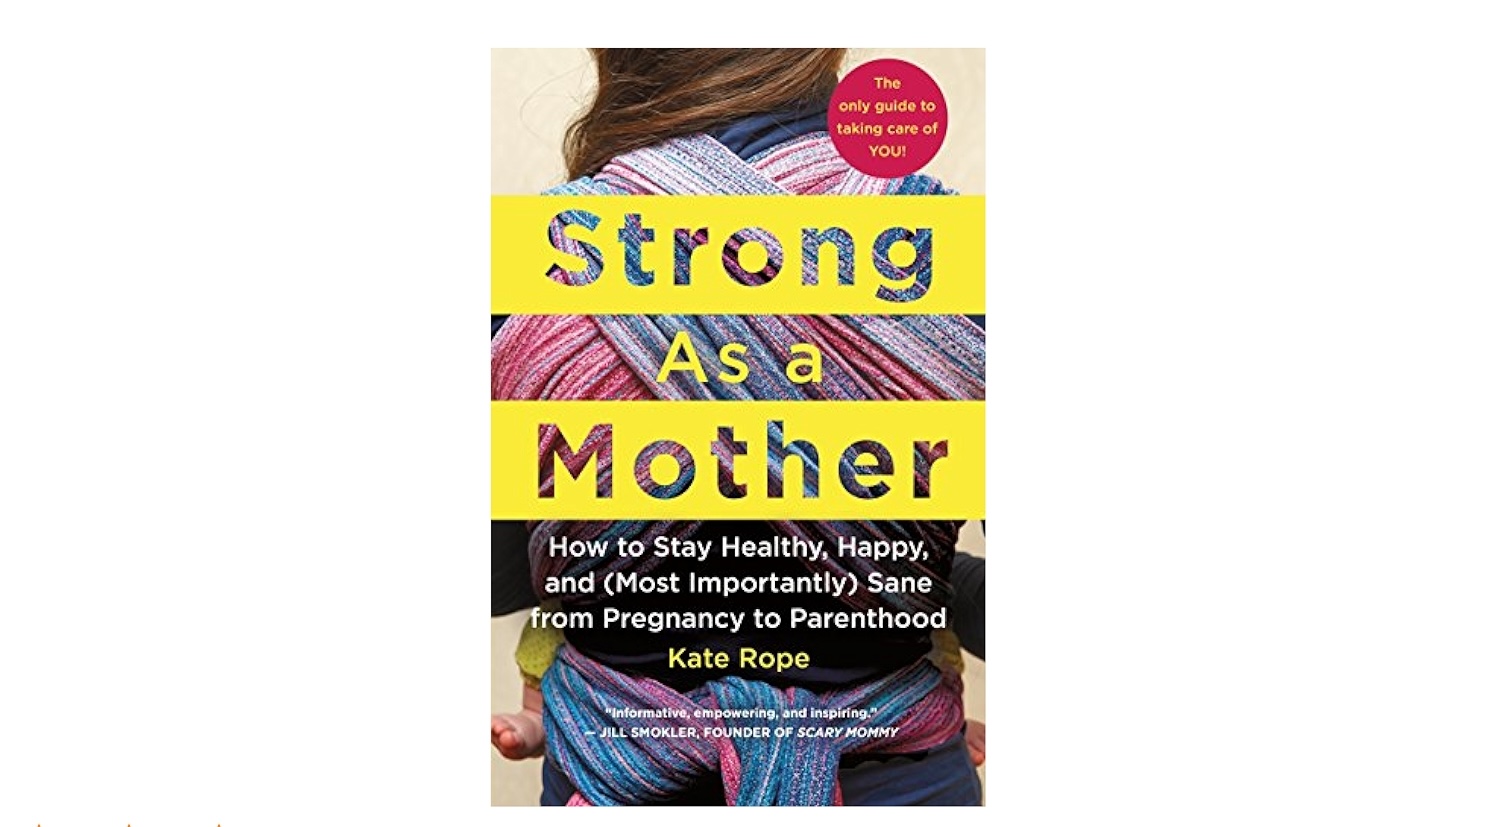 The
only guide to
taking care of
YOU!
Strong
As a
Mother
How to Stay Healthy, Happy,
and (Most Importantly) Sane
from Pregnancy to Parenthood
Kate Rope
"Informative, empowering, and inspiring."
— JILL SMOKLER, FOUNDER OF SCARY MOMMY